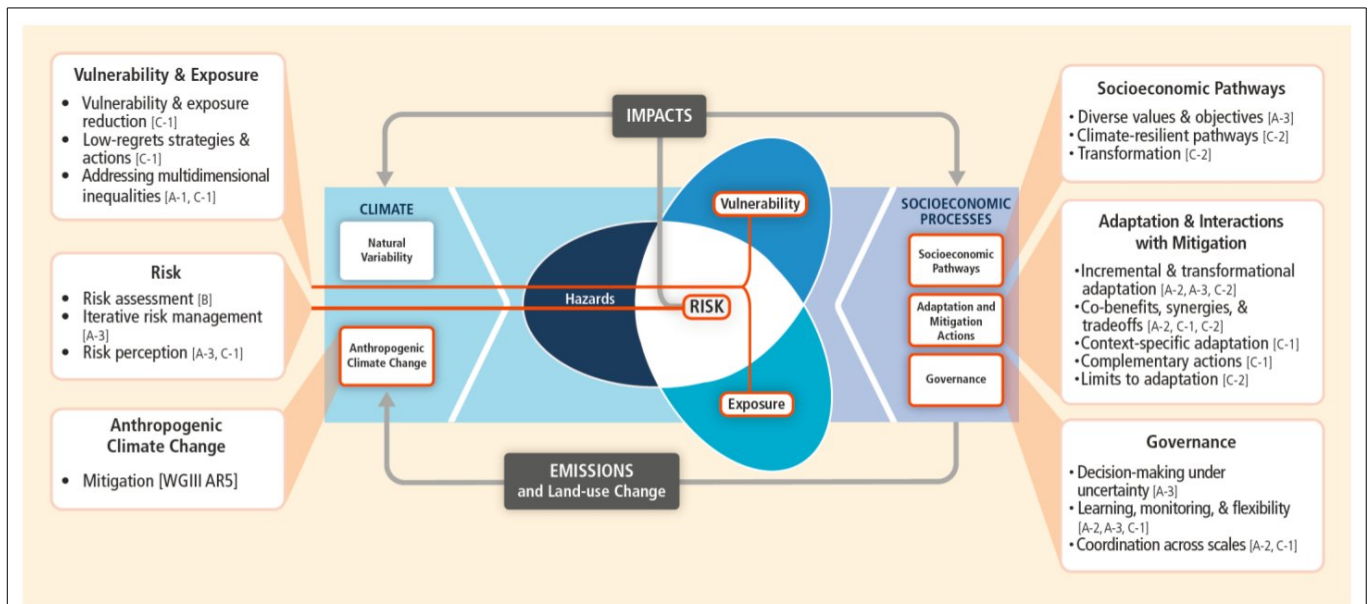 Vulnerability & Exposure
• Vulnerability & exposure
reduction [C-1]
• Low-regrets strategies &
actions [C-1]
• Addressing multidimensional
inequalities [A-1, C-1]
Risk
• Risk assessment [B]
• Iterative risk management
[A-3]
• Risk perception [A-3, C-1]
Anthropogenic
Climate Change
• Mitigation [WGIII AR5]
IMPACTS
CLIMATE
Natural
Variability
Anthropogenic
Climate Change
Hazards
Vulnerability
RISK
Exposure
EMISSIONS
and Land-use Change
SOCIOECONOMIC
PROCESSES
Socioeconomic
Pathways
Adaptation and
Mitigation
Actions
Governance
Socioeconomic Pathways
• Diverse values & objectives [A-3]
• Climate-resilient pathways [C-2]
• Transformation [C-2]
Adaptation & Interactions
with Mitigation
• Incremental & transformational
adaptation [A-2, A-3, C-2]
• Co-benefits, synergies, &
tradeoffs [A-2, C-1, C-2]
• Context-specific adaptation [C-1]
• Complementary actions [C-1]
• Limits to adaptation [C-2]
Governance
• Decision-making under
uncertainty [A-3]
• Learning, monitoring, & flexibility
[A-2, A-3, C-1]
• Coordination across scales [A-2, C-1]